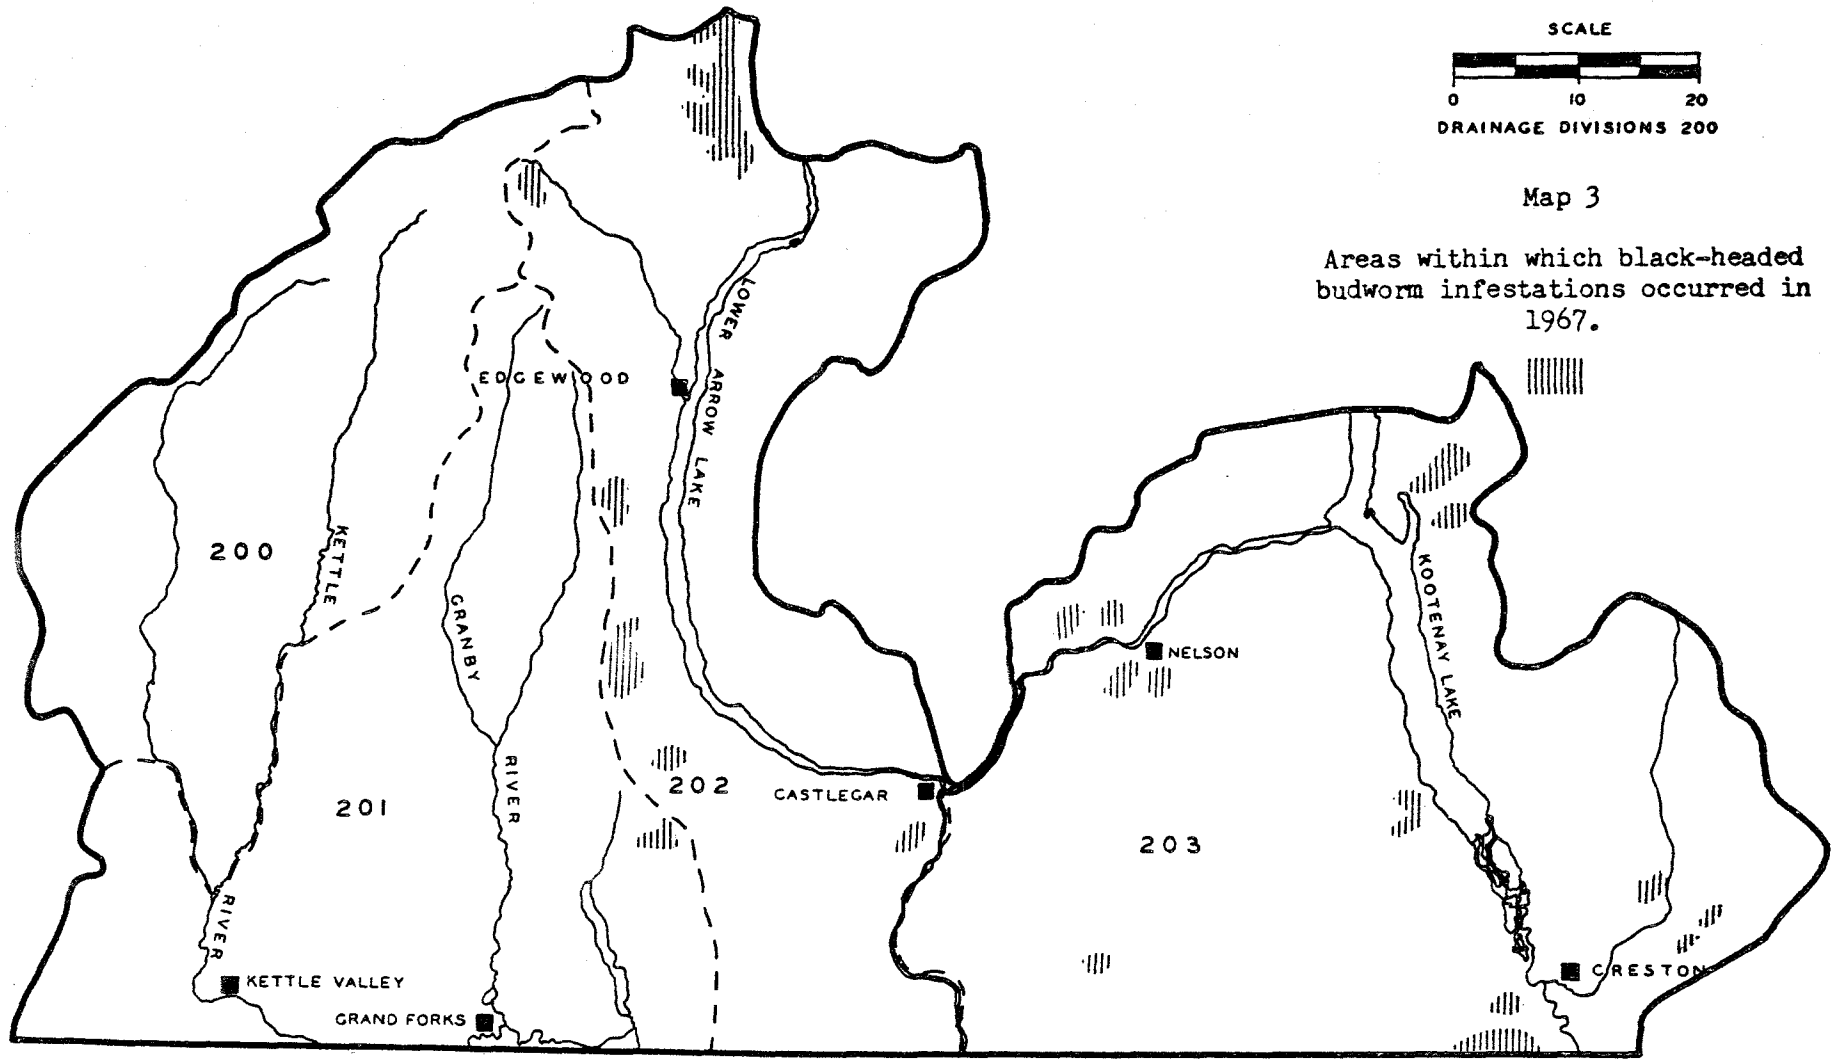 SCALE
0 10 20
DRAINAGE DIVISIONS 200
Map 3
Areas within which black-headed
budworm infestations occurred in
1967.
LOWER ARROW LAKE
EDGEWOOD
200
KETTLE
GRANBY
KOOTENAY LAKE
NELSON
RIVER
202
CASTLEGAR
201
203
RIVER
CRESTON
KETTLE VALLEY
GRAND FORKS